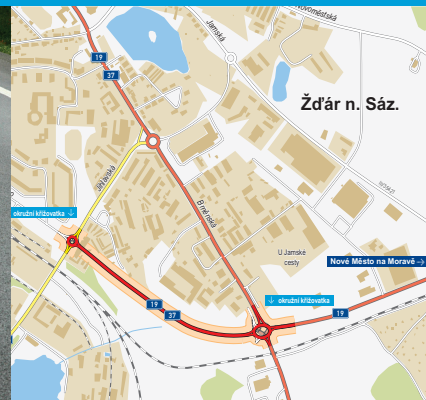 Novoměstská
Jamská
19
37
Žďár n. Sáz.
Jihlavská
Brněnská
okružní křižovatka ↓
U Jamské
cesty
Nové Město na Moravě →
↓ okružní křižovatka
19
37
19